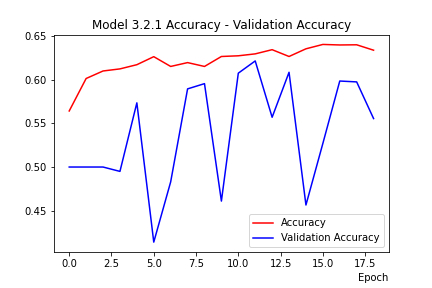 Model 3.2.1 Accuracy - Validation Accuracy
0.65
0.60
0.55
0.50
0.45
Accuracy
Validation Accuracy
0.0 2.5 5.0 7.5 10.0 12.5 15.0 17.5
Epoch